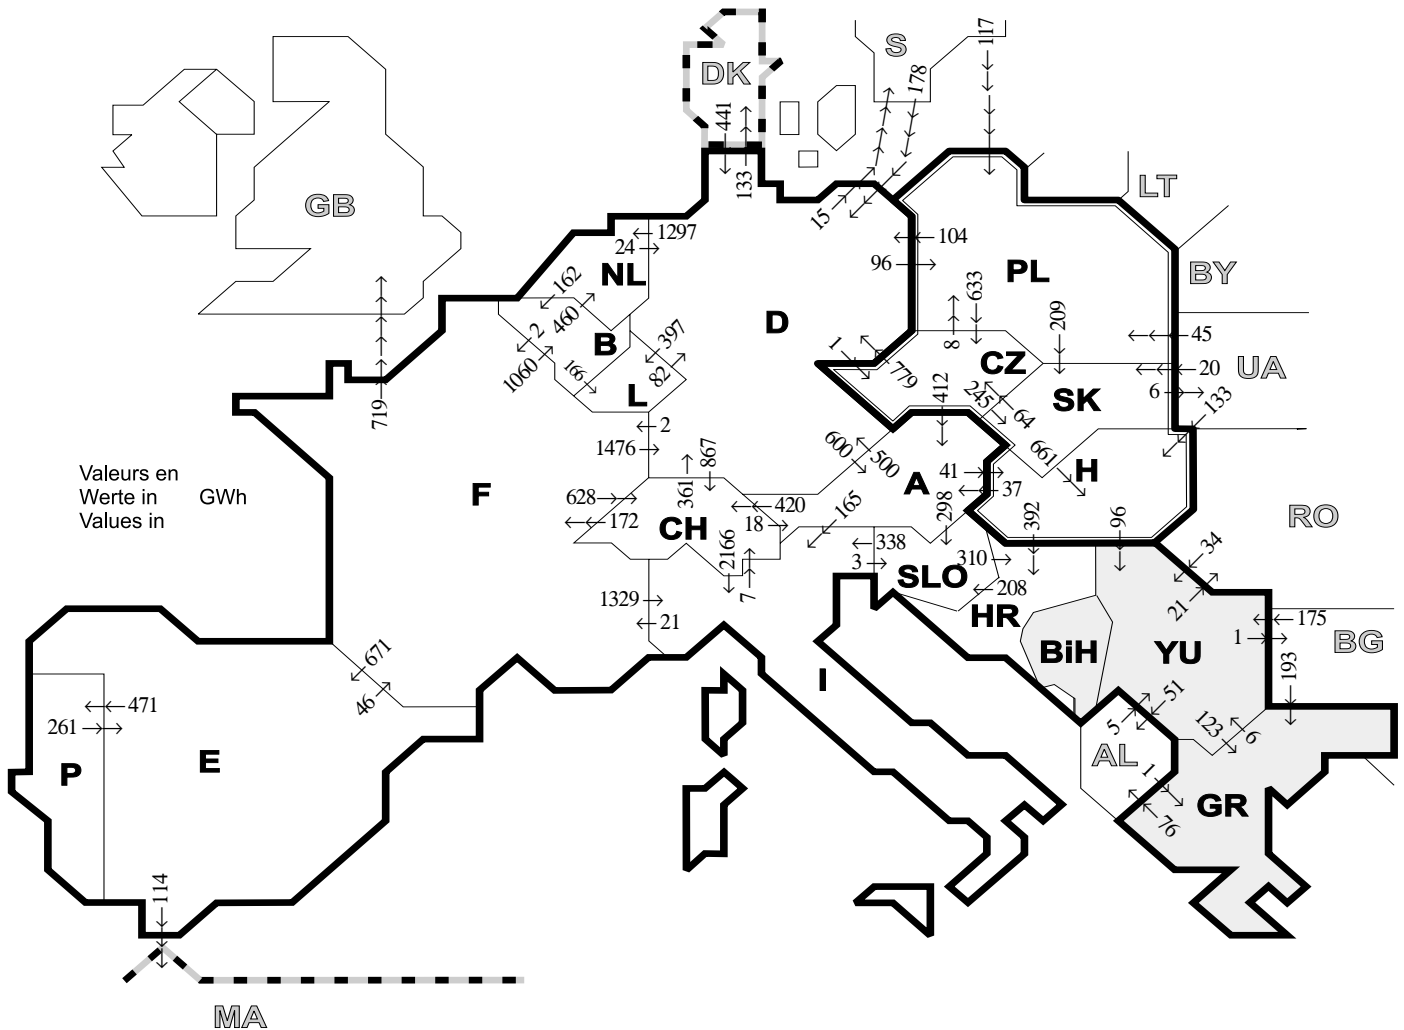 117
S
DK
178
441
133
LT
15
GB
1297
24
104
96
NL
162
460
PL
BY
633
209
D
2
B
397
8
45
1
CZ
779
UA
20
1060
166
82
412
245
64
SK
6
133
L
719
2
1476
600
500
661
867
361
41
H
A
37
Valeurs en
Werte in
Values in
GWh
F
628
172
420
18
165
298
392
96
RO
CH
2166
7
338
3
310
34
SLO
208
1329
21
HR
21
175
1
BG
671
46
BiH
YU
193
I
471
261
51
5
123
6
P
E
AL
1
76
GR
114
MA